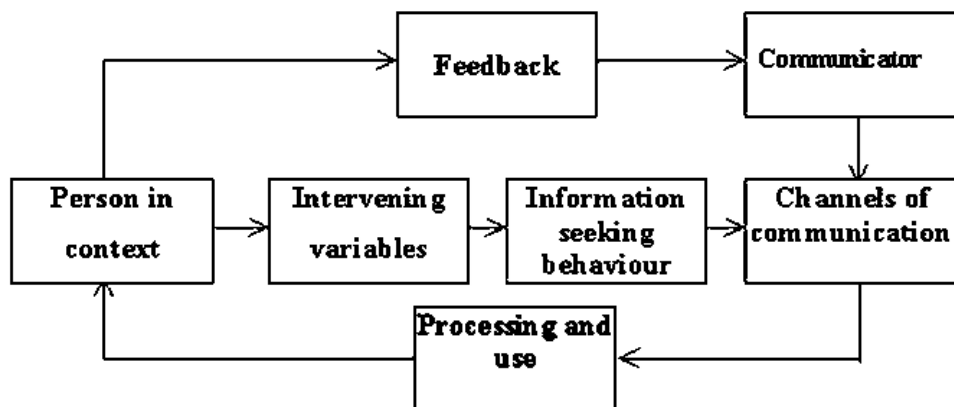 Feedback
Communicator
Person in
context
Intervening
variables
Information
seeking
behaviour
Channels of
communication
Processing and
use